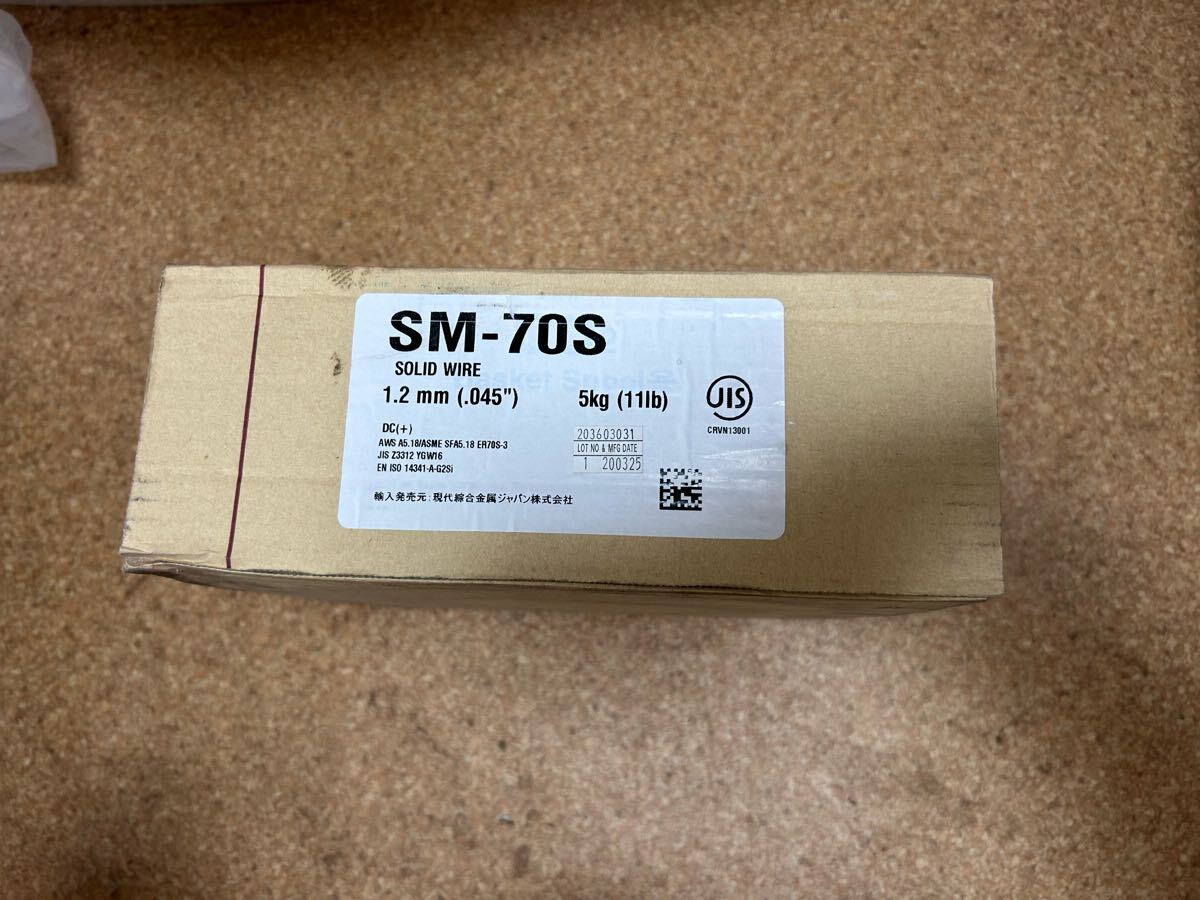 SM-70S
SOLID WIRE
1.2 mm (.045") 5kg (11lb)
JIS
CRVN13001
DC(+)
AWS A5.18/ASME SFA5.18 ER70S-3
JIS Z3312 YGW16
EN ISO 14341-A-G2Si
203603031
LOT NO & MFG DATE
1 200325
輸入発売元:現代綜合金属ジャパン株式会社